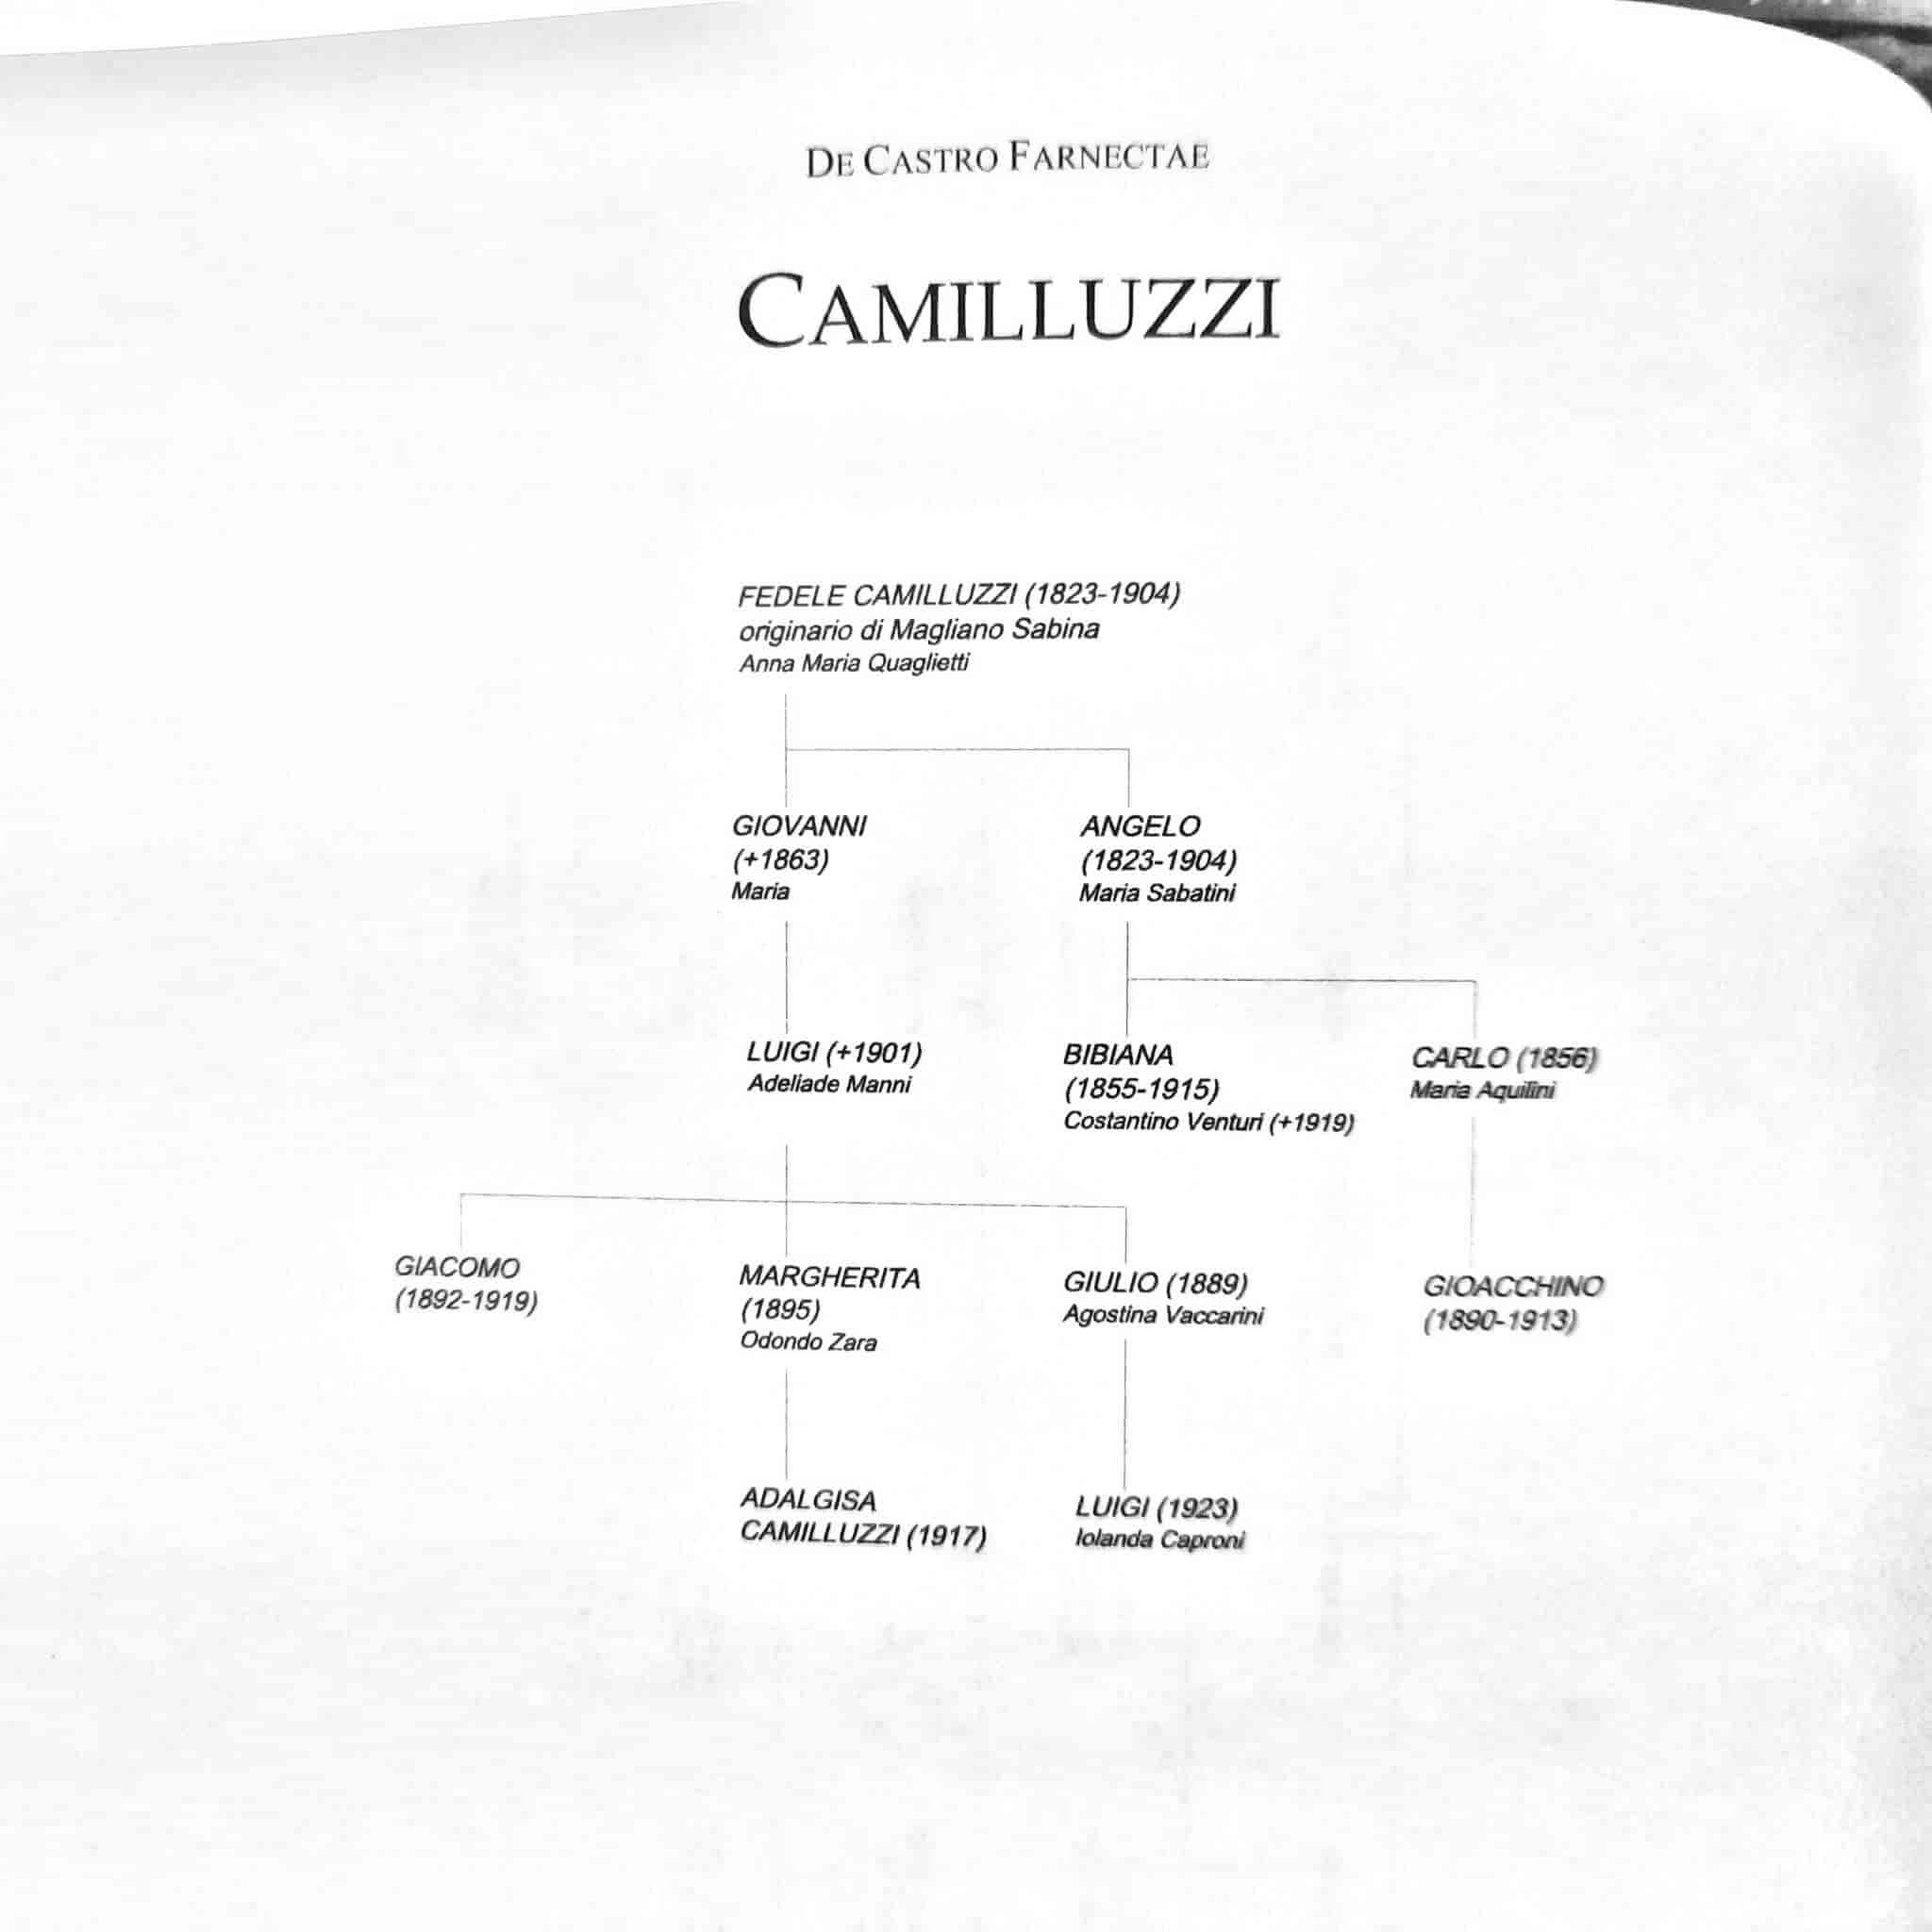 DE CASTRO FARNECTAE
CAMILLUZZI
FEDELE CAMILLUZZI (1823-1904)
originario di Magliano Sabina
Anna Maria Quaglietti
GIOVANNI
(+1863)
Maria
ANGELO
(1823-1904)
Maria Sabatini
LUIGI (+1901)
Adeliade Manni
BIBIANA
(1855-1915)
Costantino Venturi (+1919)
CARLO (1856)
Maria Aquilini
GIACOMO
(1892-1919)
MARGHERITA
(1895)
Odondo Zara
GIULIO (1889)
Agostina Vaccarini
GIOACCHINO
(1890-1913)
ADALGISA
CAMILLUZZI (1917)
LUIGI (1923)
Iolanda Caproni